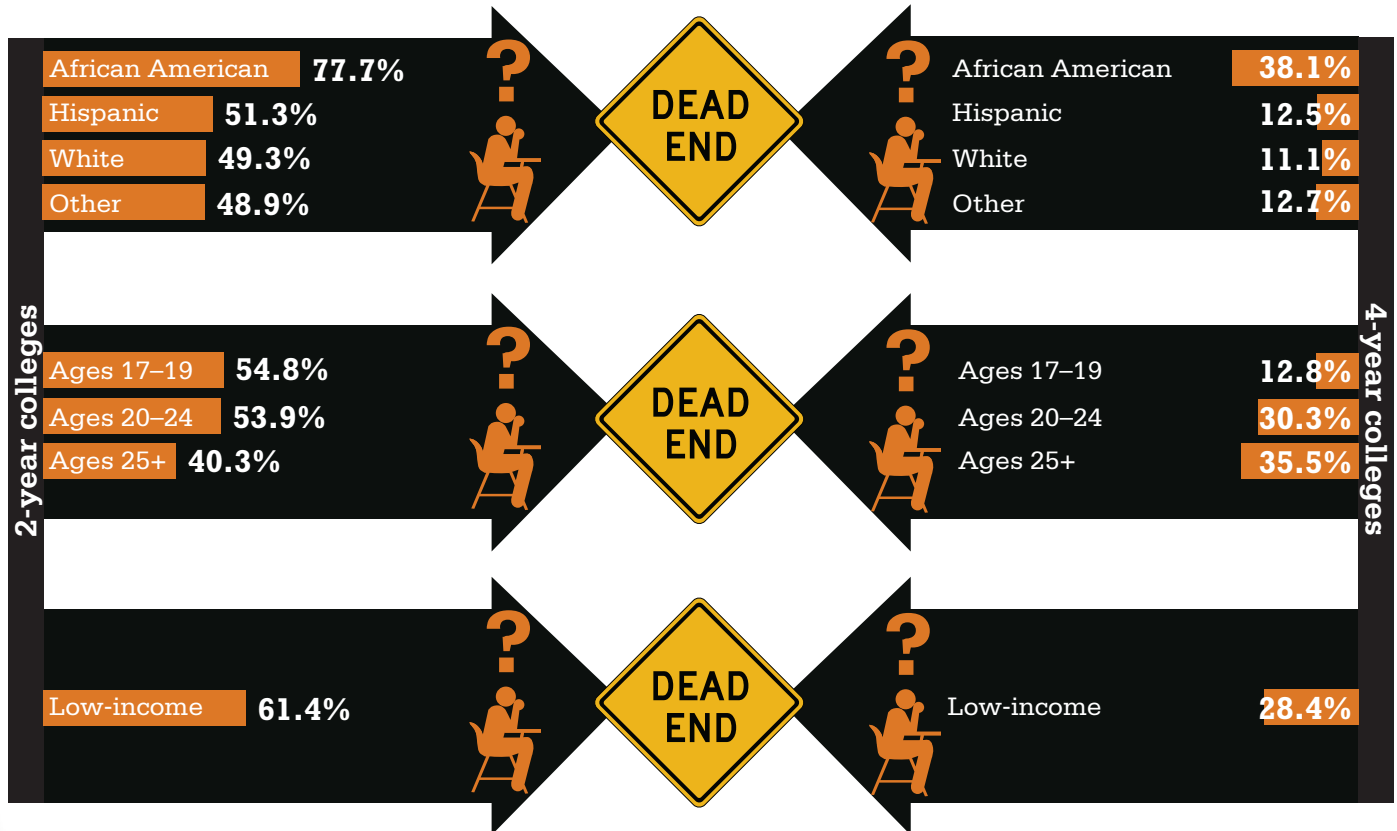 2-year colleges
African American 77.7%
Hispanic 51.3%
White 49.3%
Other 48.9%
?
DEAD
END
?
African American 38.1%
Hispanic 12.5%
White 11.1%
Other 12.7%
4-year colleges
Ages 17–19 54.8%
Ages 20–24 53.9%
Ages 25+ 40.3%
?
DEAD
END
?
Ages 17–19 12.8%
Ages 20–24 30.3%
Ages 25+ 35.5%
Low-income 61.4%
?
DEAD
END
?
Low-income 28.4%